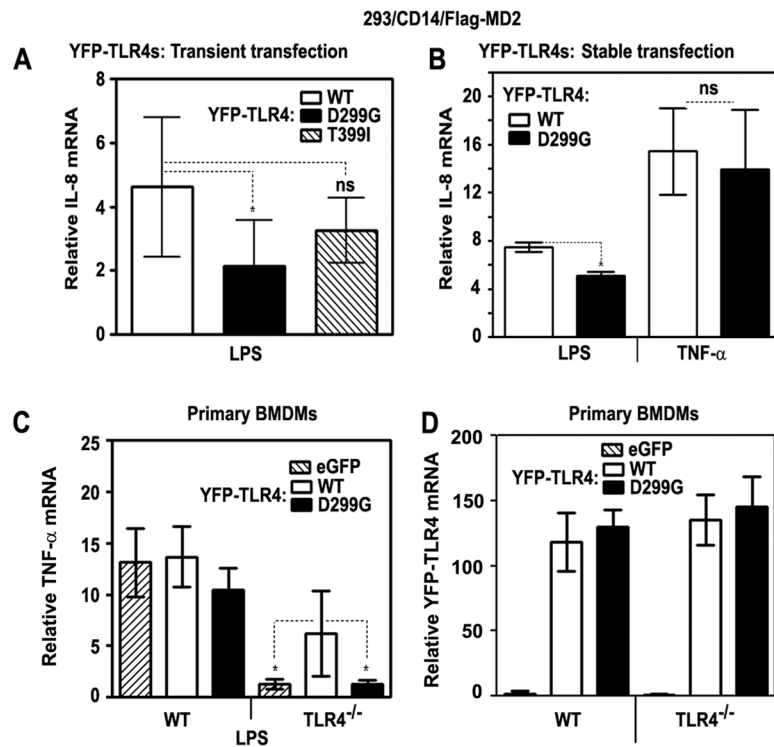 293/CD14/Flag-MD2
A
YFP-TLR4s: Transient transfection
Relative IL-8 mRNA
8
6
4
2
0
YFP-TLR4:
WT
D299G
T399I
*
ns
LPS
B
YFP-TLR4s: Stable transfection
Relative IL-8 mRNA
20
16
12
8
4
0
YFP-TLR4:
WT
D299G
*
ns
LPS
TNF-α
C
Primary BMDMs
Relative TNF-α mRNA
25
20
15
10
5
0
YFP-TLR4:
eGFP
WT
D299G
*
*
WT
TLR4-/-
LPS
D
Primary BMDMs
Relative YFP-TLR4 mRNA
200
150
100
50
0
YFP-TLR4:
eGFP
WT
D299G
WT
TLR4-/-